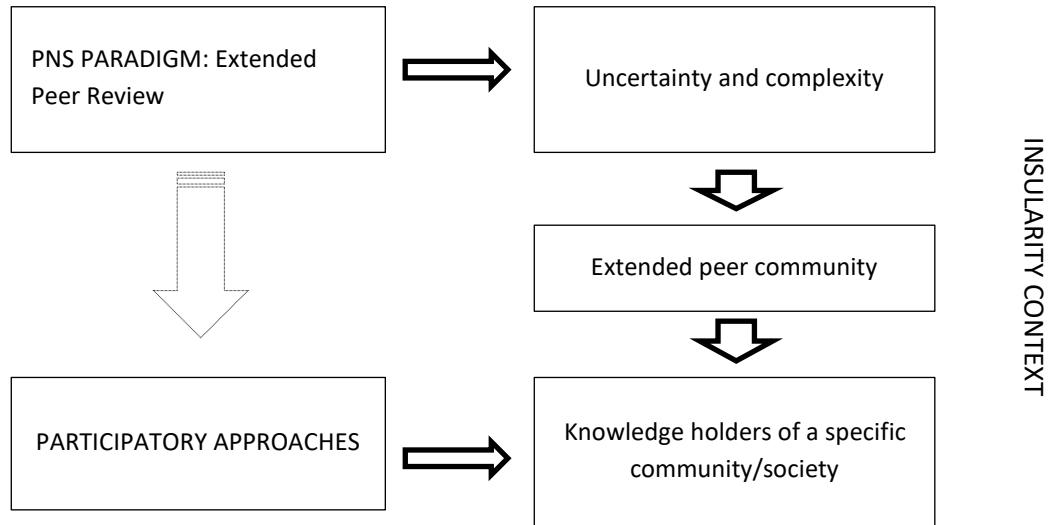 PNS PARADIGM: Extended
Peer Review
Uncertainty and complexity
Extended peer community
PARTICIPATORY APPROACHES
Knowledge holders of a specific
community/society
INSULARITY CONTEXT